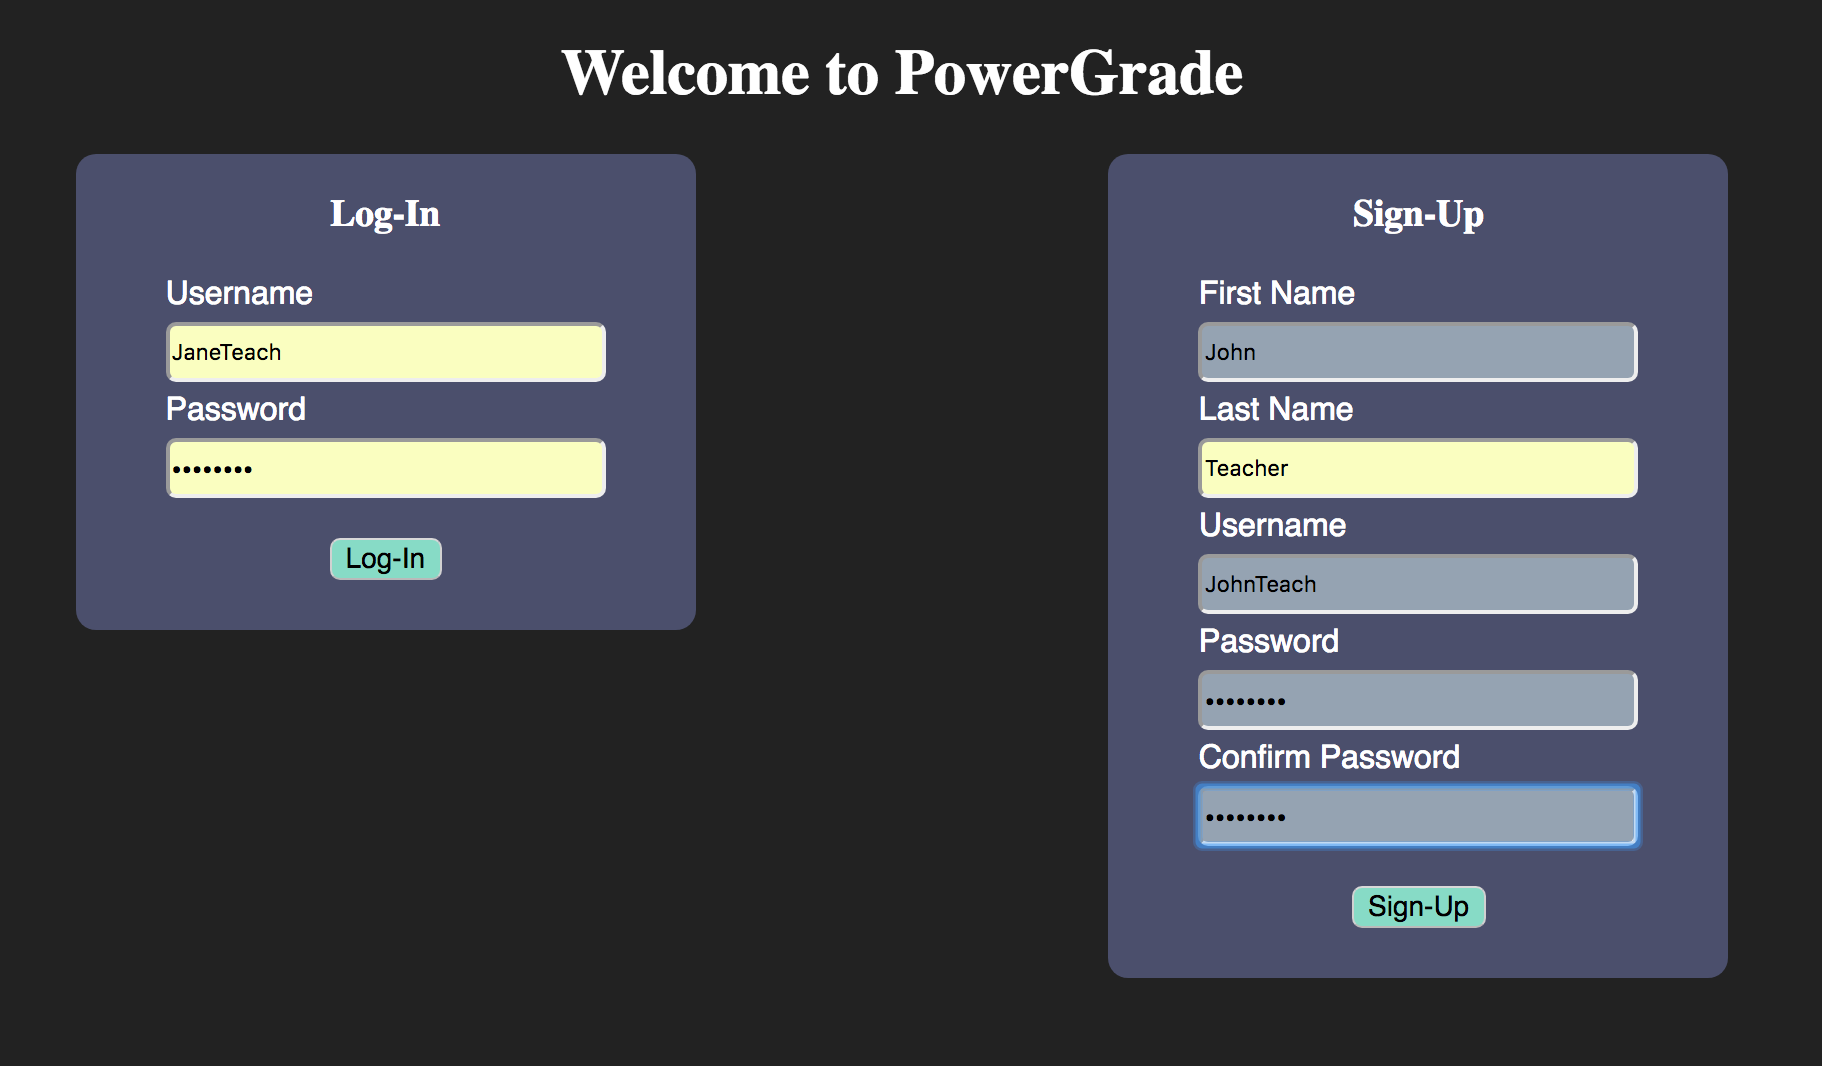 Welcome to PowerGrade
Log-In
Username
JaneTeach
Password
••••••••
Log-In
Sign-Up
First Name
John
Last Name
Teacher
Username
JohnTeach
Password
••••••••
Confirm Password
••••••••
Sign-Up